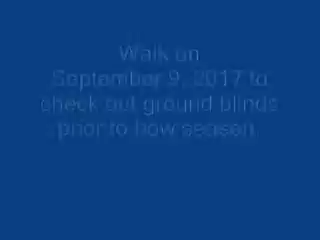 Walk on
September 9, 2017 to
check out ground blinds
prior to bow season.